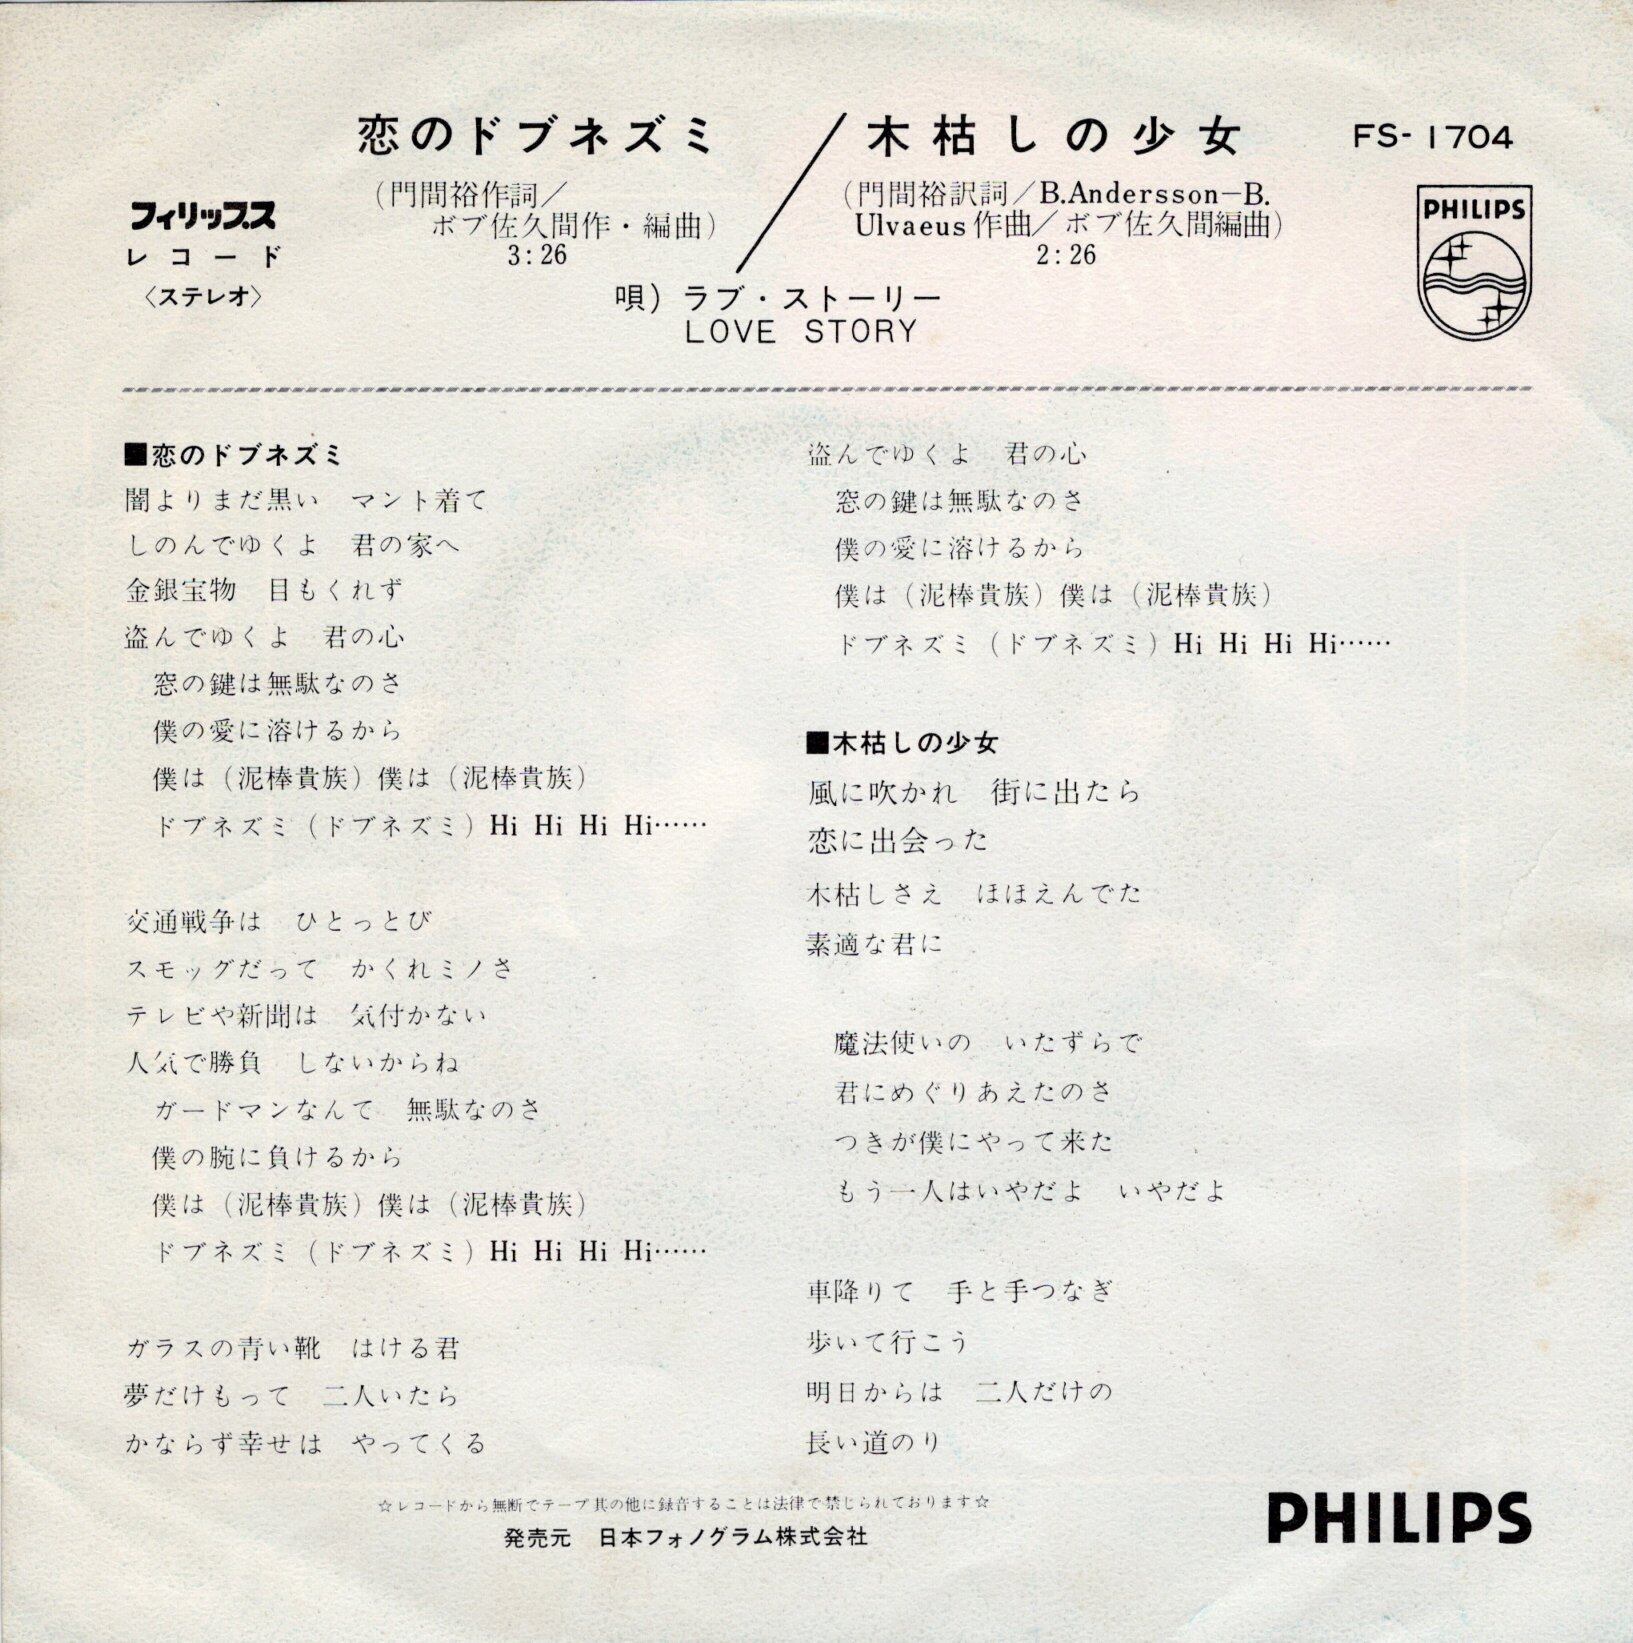 恋のドブネズミ／木枯しの少女 FS-1704
(門間裕作詞／
ボブ佐久間作・編曲)
3:26
(門間裕訳詞／B.Andersson－B.
Ulvaeus作曲／ボブ佐久間編曲)
2:26
フィリップス
レコード
〈ステレオ〉
PHILIPS
唄）ラブ・ストーリー
LOVE STORY
■恋のドブネズミ
闇よりまだ黒い　マント着て
しのんでゆくよ　君の家へ
金銀宝物　目もくれず
盗んでゆくよ　君の心
窓の鍵は無駄なのさ
僕の愛に溶けるから
僕は（泥棒貴族）僕は（泥棒貴族）
ドブネズミ（ドブネズミ）Hi Hi Hi Hi……
交通戦争は　ひとっとび
スモッグだって　かくれミノさ
テレビや新聞は　気付かない
人気で勝負　しないからね
ガードマンなんて　無駄なのさ
僕の腕に負けるから
僕は（泥棒貴族）僕は（泥棒貴族）
ドブネズミ（ドブネズミ）Hi Hi Hi Hi……
ガラスの青い靴　はける君
夢だけもって　二人いたら
かならず幸せは　やってくる
盗んでゆくよ　君の心
窓の鍵は無駄なのさ
僕の愛に溶けるから
僕は（泥棒貴族）僕は（泥棒貴族）
ドブネズミ（ドブネズミ）Hi Hi Hi Hi……
■木枯しの少女
風に吹かれ　街に出たら
恋に出会った
木枯しさえ　ほほえんでた
素適な君に
魔法使いの　いたずらで
君にめぐりあえたのさ
つきが僕にやって来た
もう一人はいやだよ　いやだよ
車降りて　手と手つなぎ
歩いて行こう
明日からは　二人だけの
長い道のり
☆レコードから無断でテープ其の他に録音することは法律で禁じられております☆
発売元　日本フォノグラム株式会社
PHILIPS